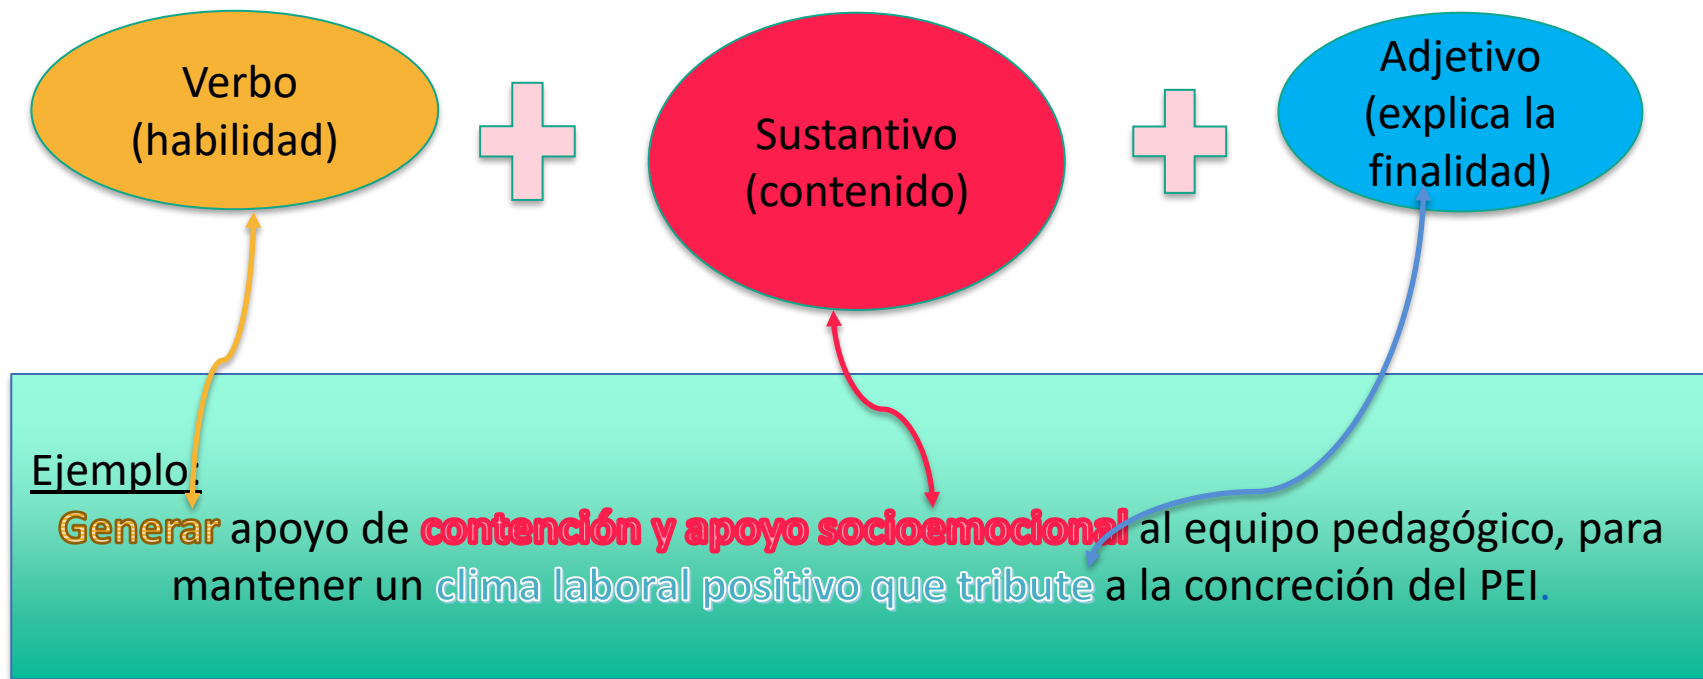 Verbo
(habilidad)
Sustantivo
(contenido)
Adjetivo
(explica la
finalidad)
Ejemplo:
Generar apoyo de contención y apoyo socioemocional al equipo pedagógico, para
mantener un clima laboral positivo que tribute a la concreción del PEI.